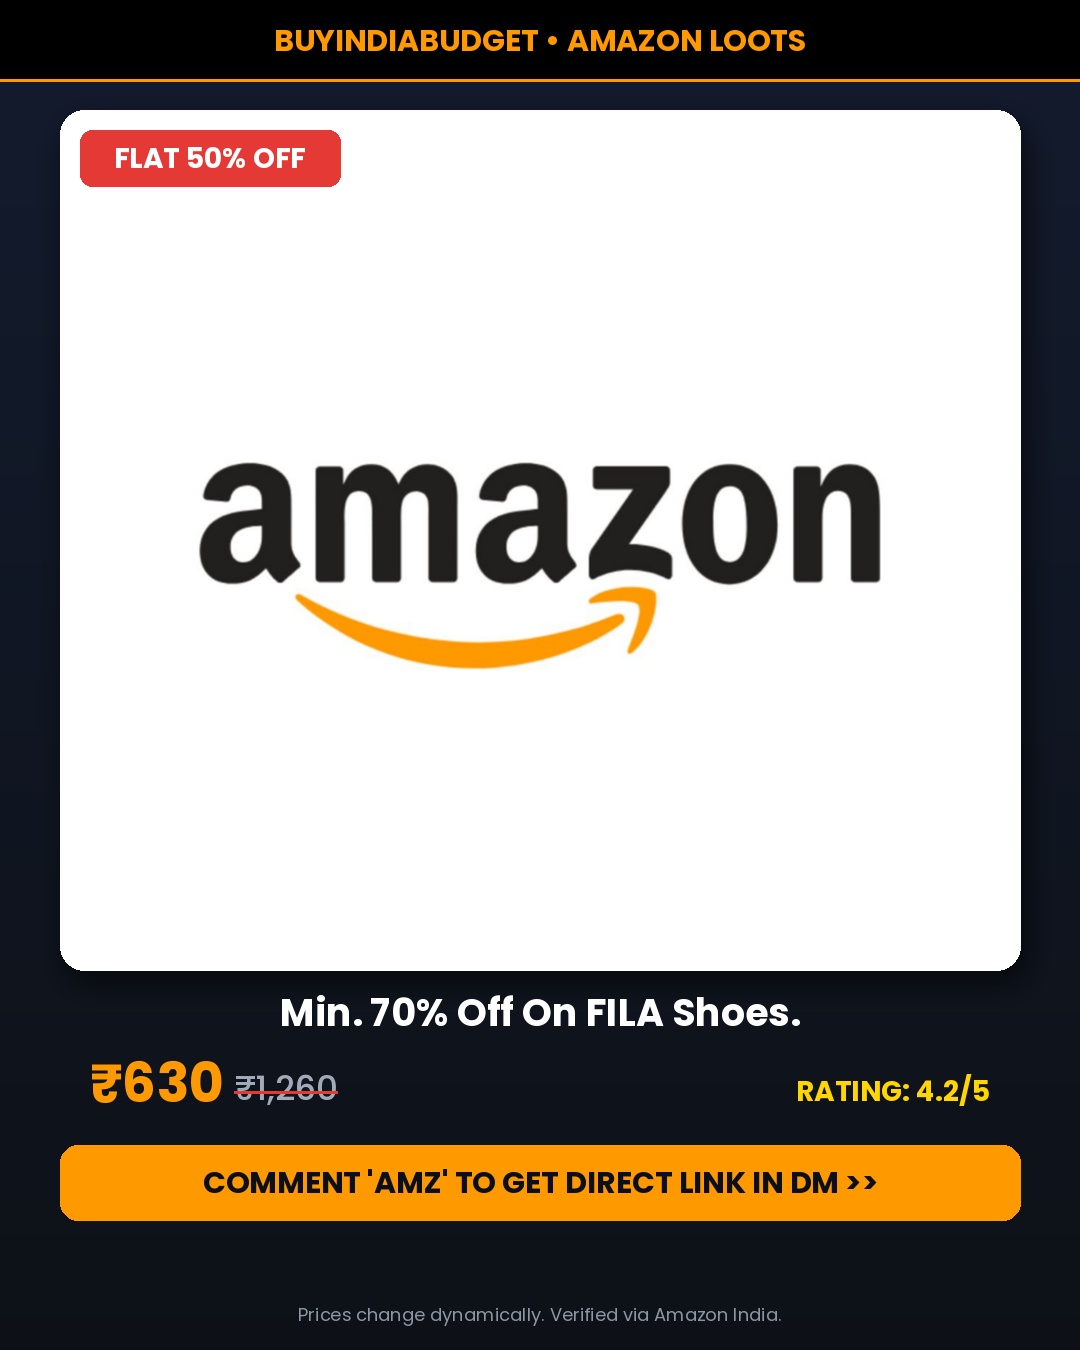 BUYINDIABUDGET • AMAZON LOOTS
FLAT 50% OFF
amazon
Min. 70% Off On FILA Shoes.
₹630 ₹1,260
RATING: 4.2/5
COMMENT 'AMZ' TO GET DIRECT LINK IN DM >>
Prices change dynamically. Verified via Amazon India.